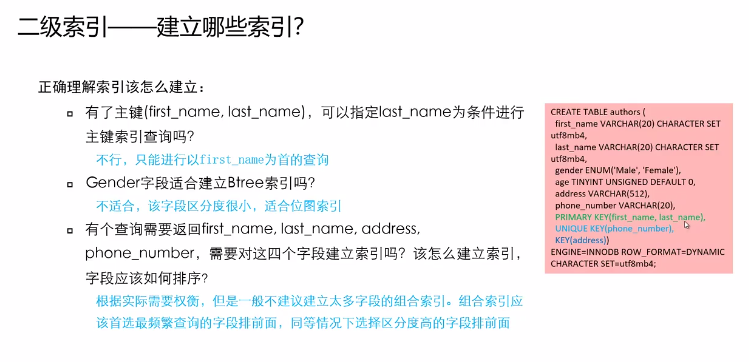 二级索引——建立哪些索引？
正确理解索引该怎么建立：
有了主键(first_name, last_name)，可以指定last_name为条件进行
主键索引查询吗？
不行，只能进行以first_name为首的查询
Gender字段适合建立Btree索引吗？
不适合，该字段区分度很小，适合位图索引
有个查询需要返回first_name, last_name, address,
phone_number，需要对这四个字段建立索引吗？该怎么建立索引，
字段应该如何排序？
根据实际需要权衡，但是一般不建议建立太多字段的组合索引。组合索引应
该首选最频繁查询的字段排前面，同等情况下选择区分度高的字段排前面
CREATE TABLE authors (
first_name VARCHAR(20) CHARACTER SET
utf8mb4,
last_name VARCHAR(20) CHARACTER SET
utf8mb4,
gender ENUM('Male', 'Female'),
age TINYINT UNSIGNED DEFAULT 0,
address VARCHAR(512),
phone_number VARCHAR(20),
PRIMARY KEY(first_name, last_name),
UNIQUE KEY(phone_number),
KEY(address))
ENGINE=INNODB ROW_FORMAT=DYNAMIC
CHARACTER SET=utf8mb4;